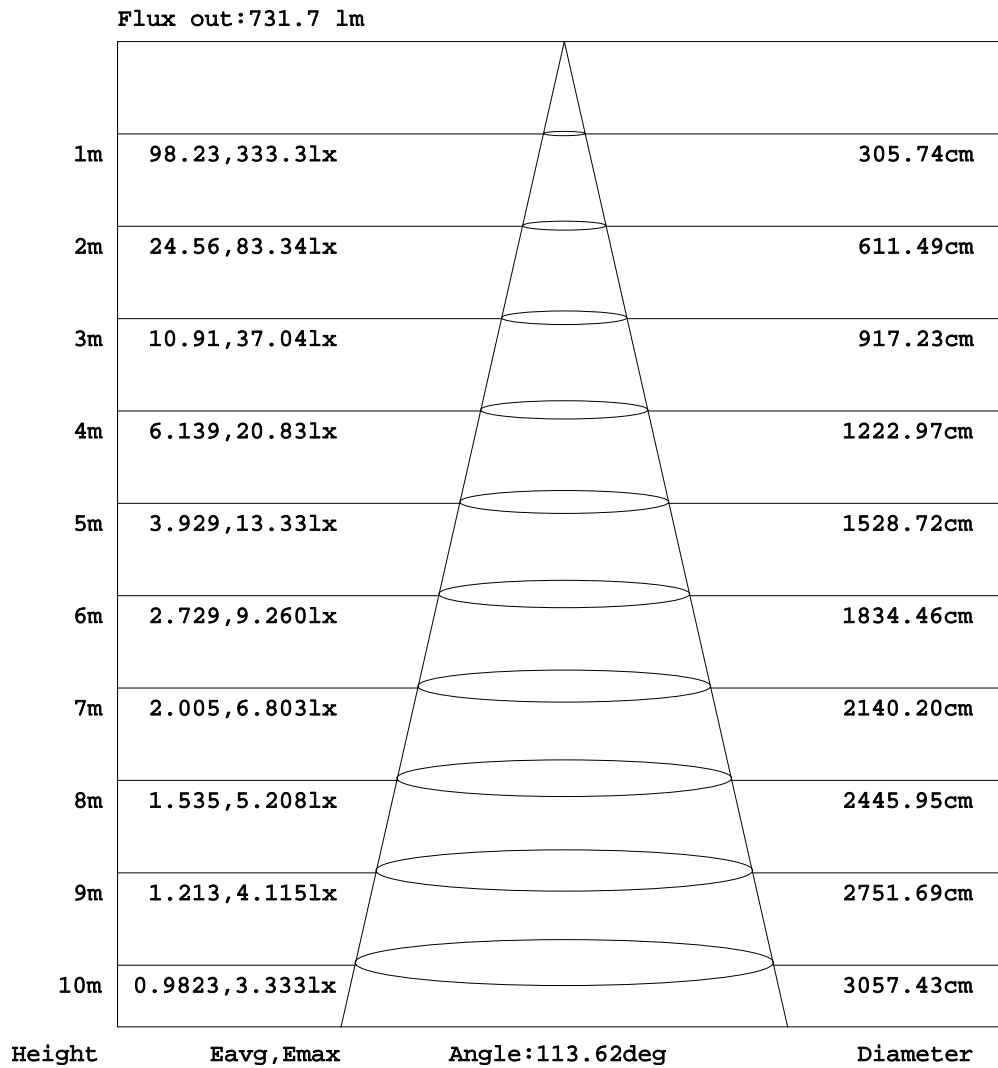 Flux out:731.7 lm
1m 98.23,333.3lx 305.74cm
2m 24.56,83.34lx 611.49cm
3m 10.91,37.04lx 917.23cm
4m 6.139,20.83lx 1222.97cm
5m 3.929,13.33lx 1528.72cm
6m 2.729,9.260lx 1834.46cm
7m 2.005,6.803lx 2140.20cm
8m 1.535,5.208lx 2445.95cm
9m 1.213,4.115lx 2751.69cm
10m 0.9823,3.333lx 3057.43cm
Height Eavg,Emax Angle:113.62deg Diameter